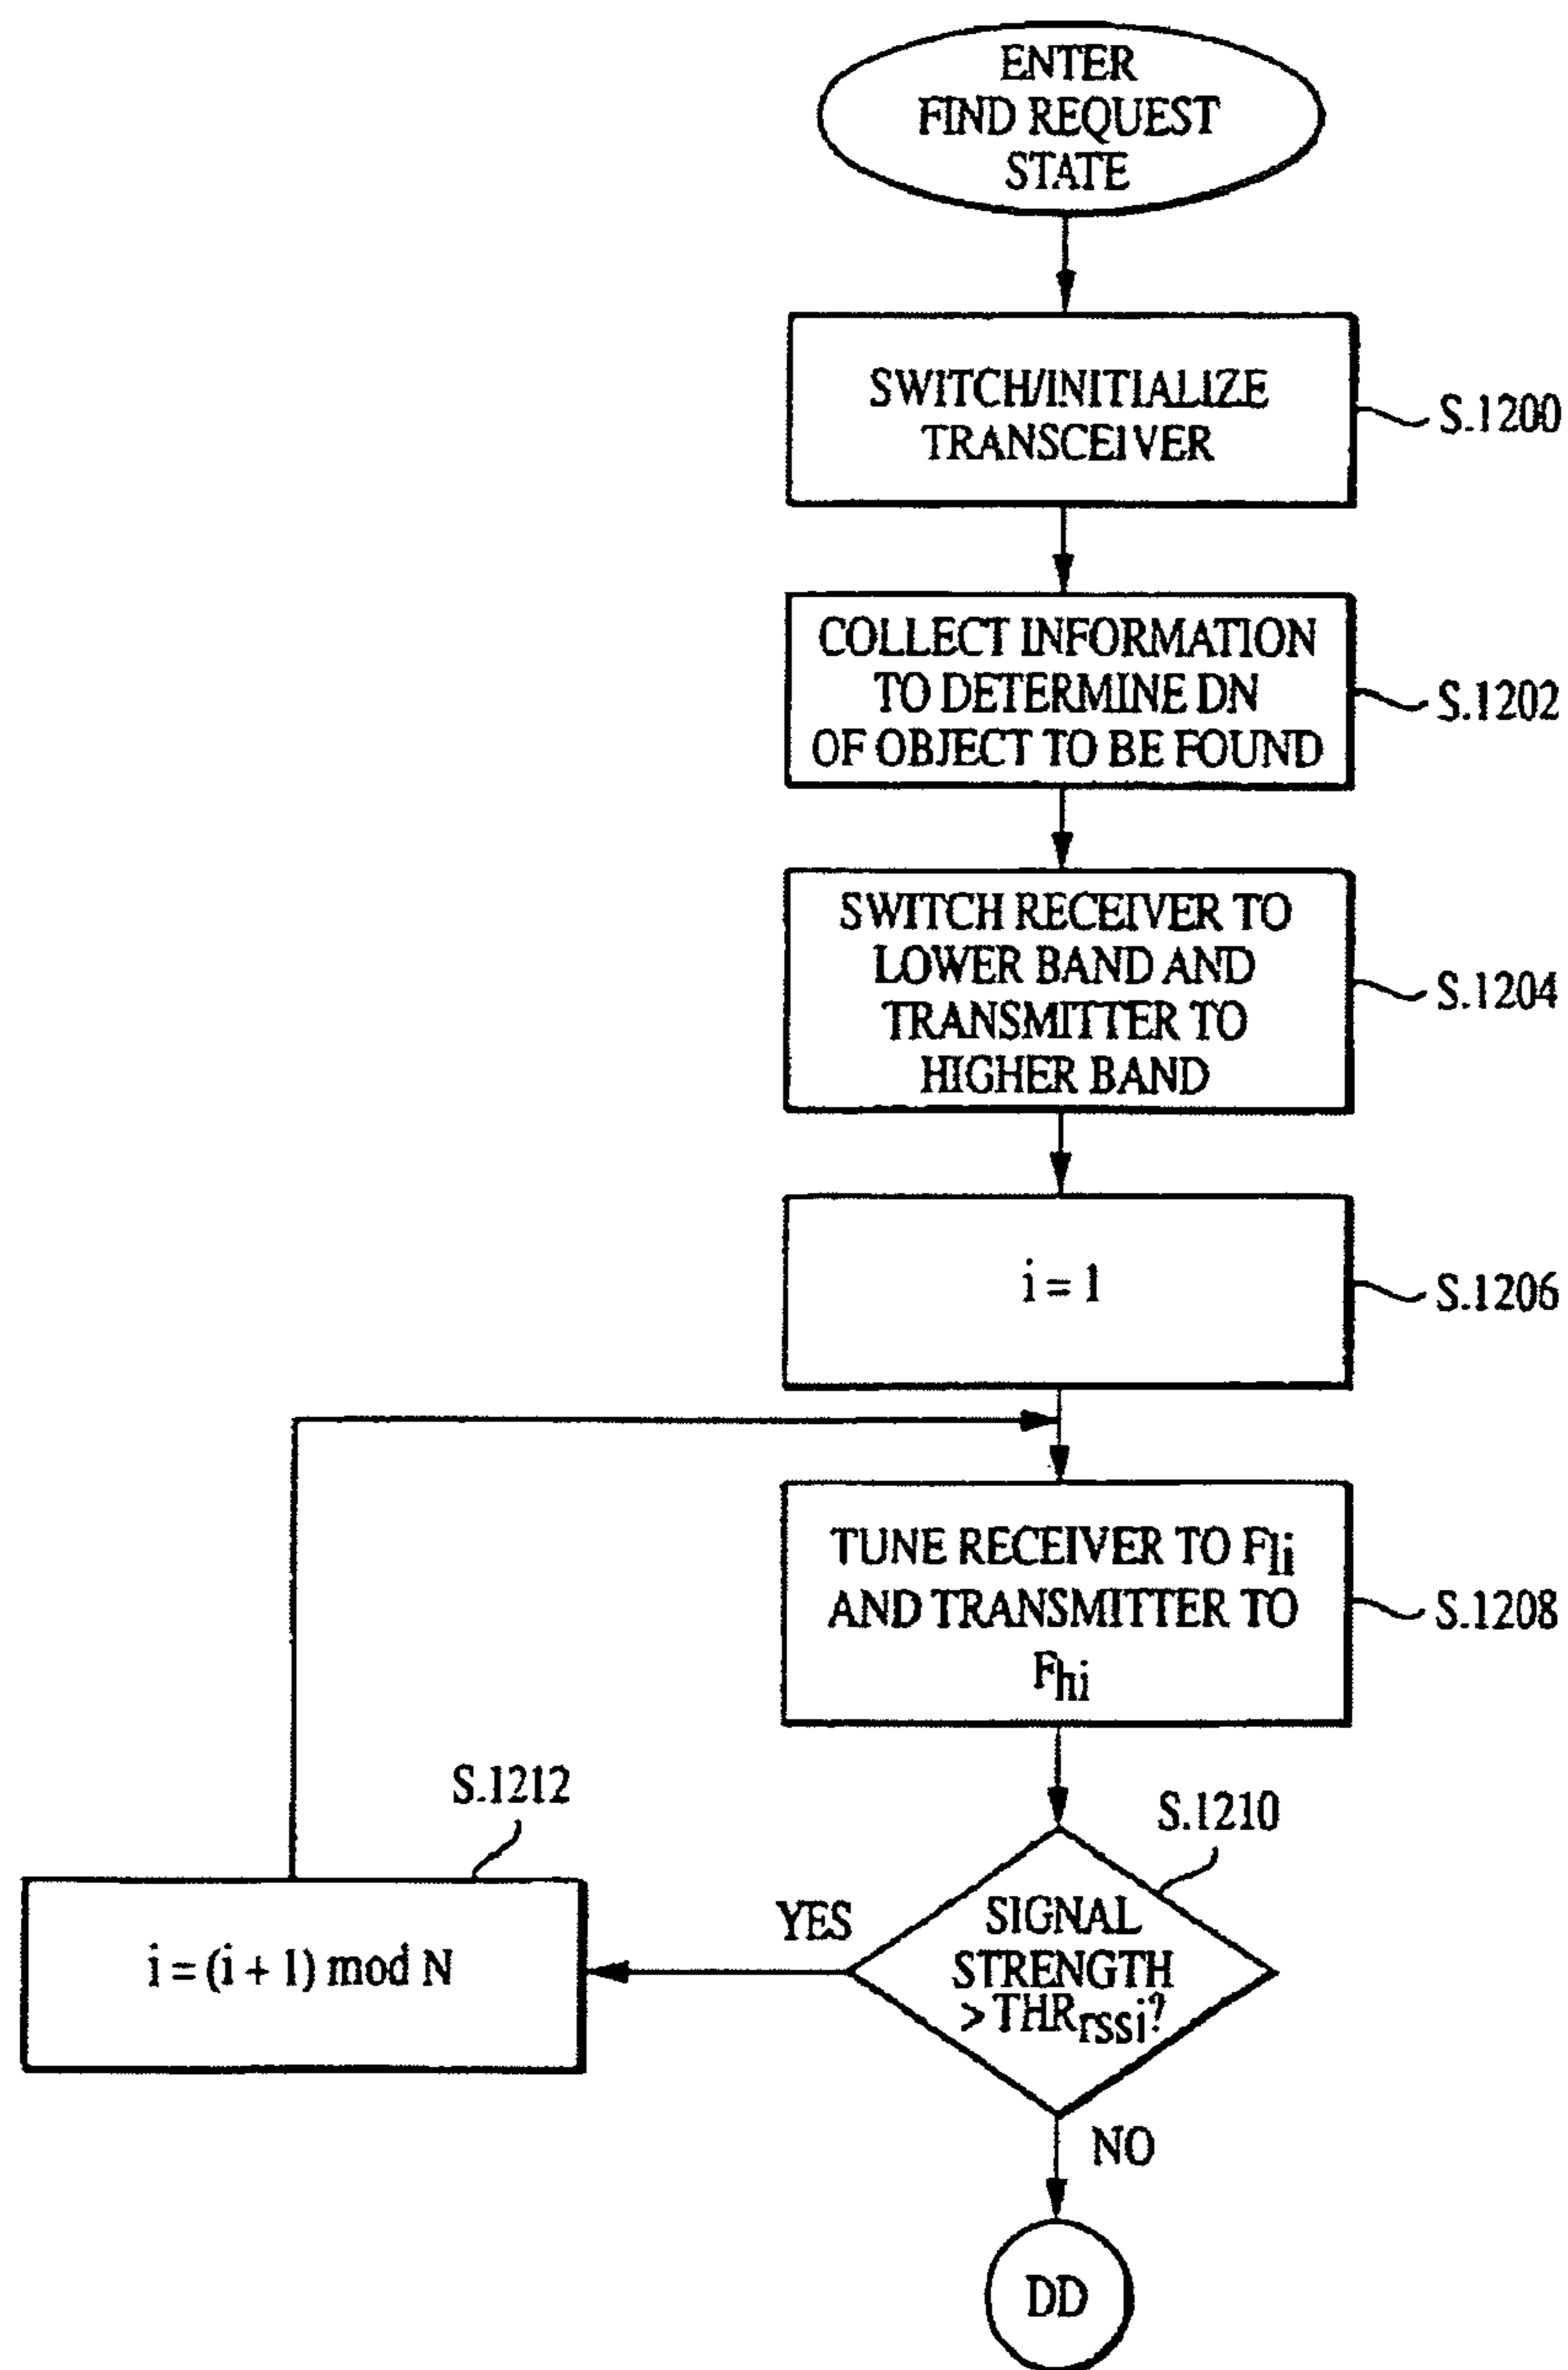 ENTER
FIND REQUEST
STATE
SWITCH/INITIALIZE
TRANSCEIVER
S.1200
COLLECT INFORMATION
TO DETERMINE DN
OF OBJECT TO BE FOUND
S.1202
SWITCH RECEIVER TO
LOWER BAND AND
TRANSMITTER TO
HIGHER BAND
S.1204
i = 1
S.1206
TUNE RECEIVER TO Fli
AND TRANSMITTER TO
Fhi
S.1208
S.1210
SIGNAL
STRENGTH
> THRrssi?
YES
S.1212
i = (i + 1) mod N
NO
DD